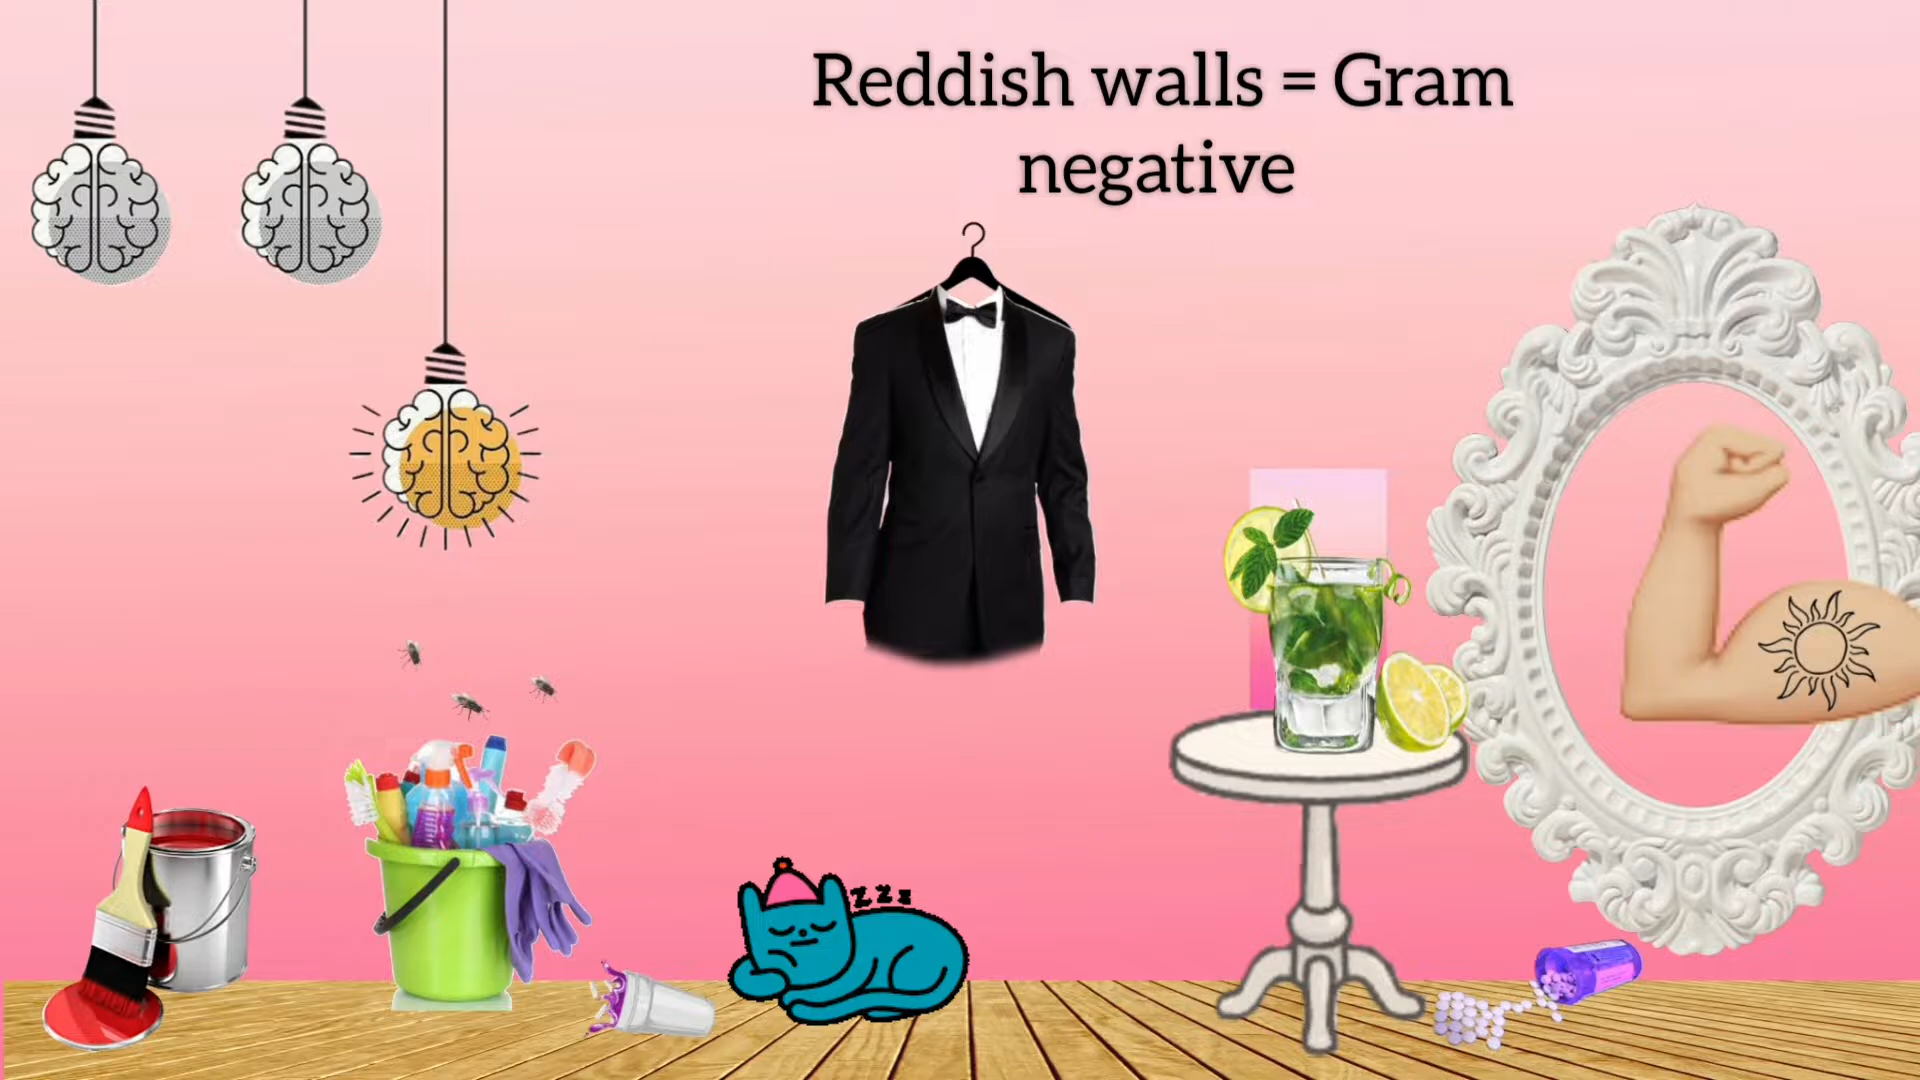 Reddish walls = Gram
negative
z z z